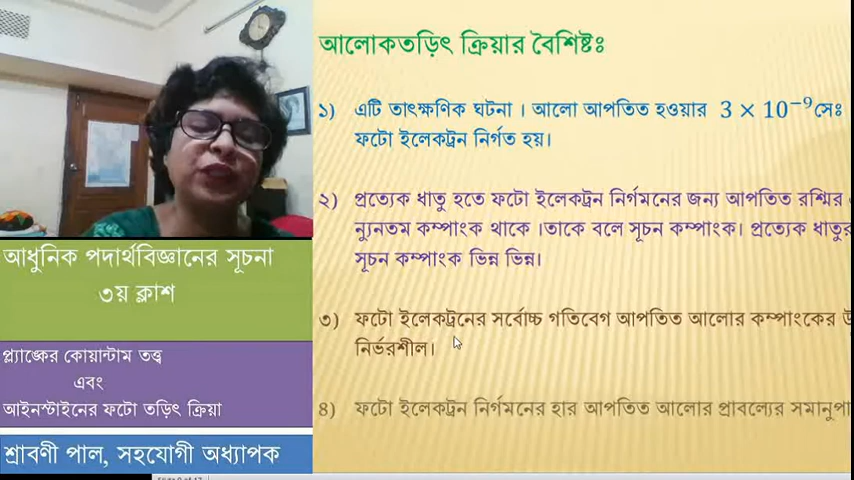 আলোকতড়িৎ ক্রিয়ার বৈশিষ্টঃ
১) এটি তাৎক্ষণিক ঘটনা । আলো আপতিত হওয়ার 3 × 10⁻⁹ সেঃ
ফটো ইলেকট্রন নির্গত হয়।
২) প্রত্যেক ধাতু হতে ফটো ইলেকট্রন নির্গমনের জন্য আপতিত রশ্মির
ন্যুনতম কম্পাংক থাকে ।তাকে বলে সূচন কম্পাংক। প্রত্যেক ধাতুর
সূচন কম্পাংক ভিন্ন ভিন্ন।
৩) ফটো ইলেকট্রনের সর্বোচ্চ গতিবেগ আপতিত আলোর কম্পাংকের
নির্ভরশীল।
৪) ফটো ইলেকট্রন নির্গমনের হার আপতিত আলোর প্রাবল্যের সমানুপা
আধুনিক পদার্থবিজ্ঞানের সূচনা
৩য় ক্লাশ
প্ল্যাঙ্কের কোয়ান্টাম তত্ত্ব
এবং
আইনস্টাইনের ফটো তড়িৎ ক্রিয়া
শ্রাবণী পাল, সহযোগী অধ্যাপক